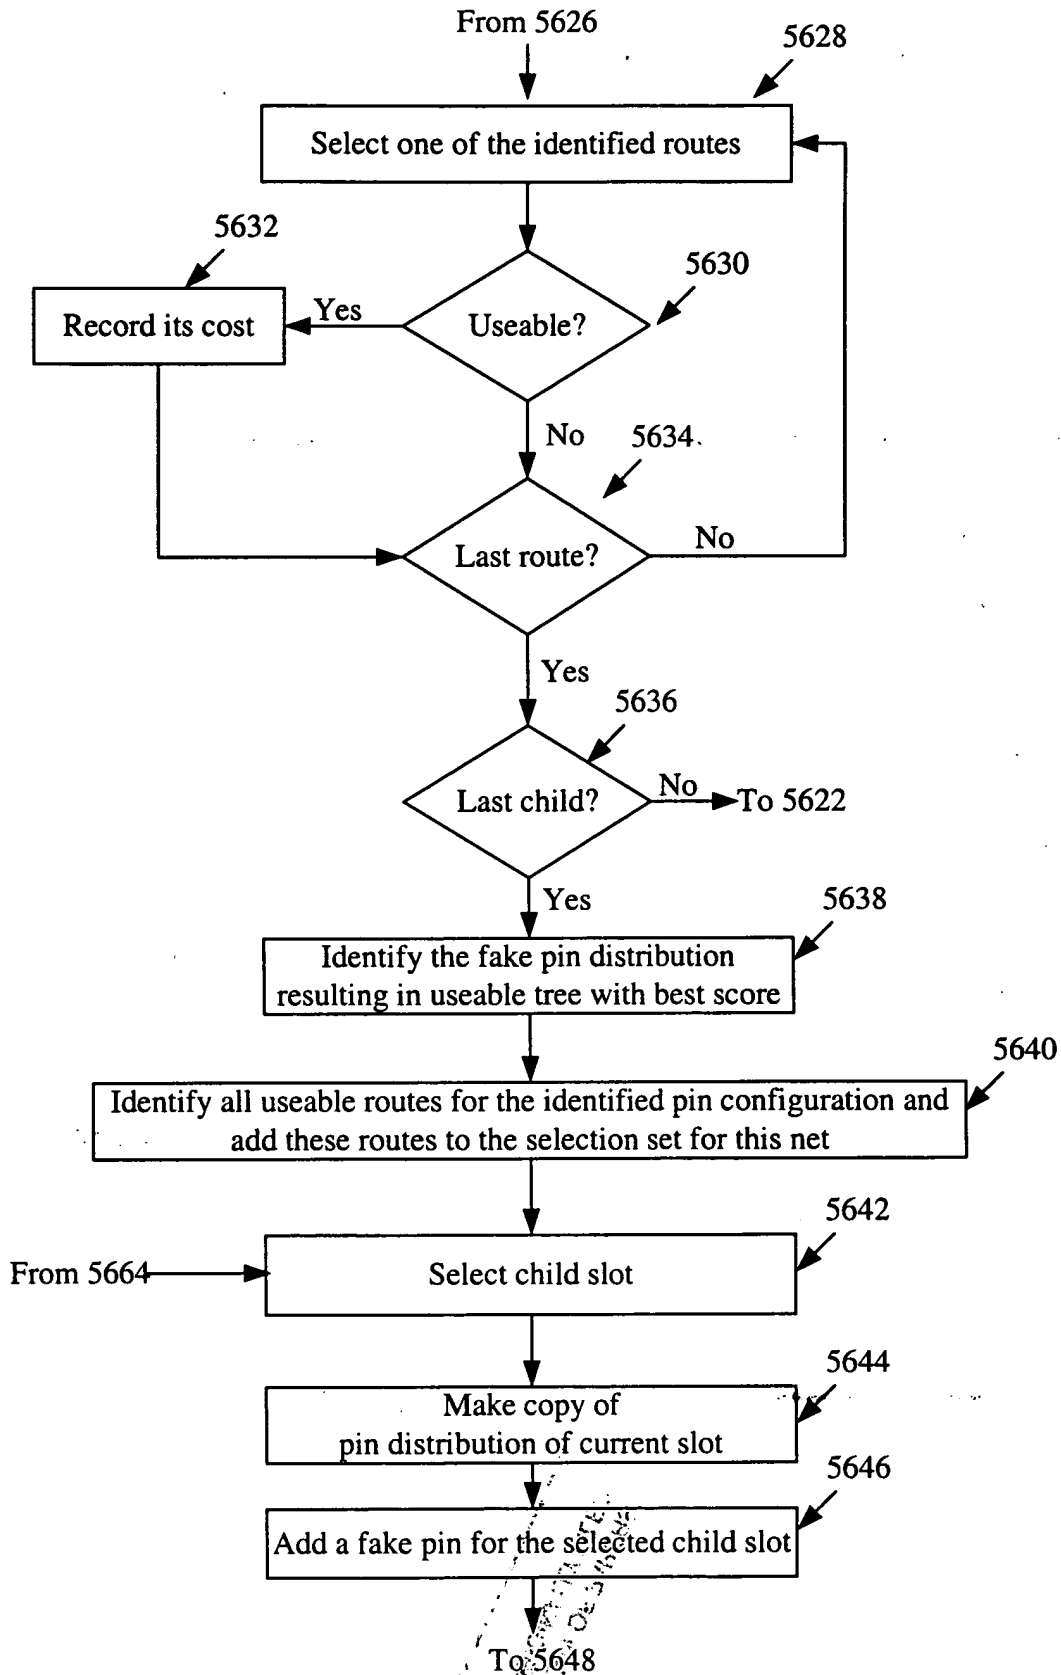 From 5626
5628
Select one of the identified routes
5632
5630
Record its cost
Yes
Useable?
No
5634
Last route?
No
Yes
5636
Last child?
No
To 5622
Yes
5638
Identify the fake pin distribution
resulting in useable tree with best score
5640
Identify all useable routes for the identified pin configuration and
add these routes to the selection set for this net
5642
From 5664
Select child slot
5644
Make copy of
pin distribution of current slot
5646
Add a fake pin for the selected child slot
To 5648